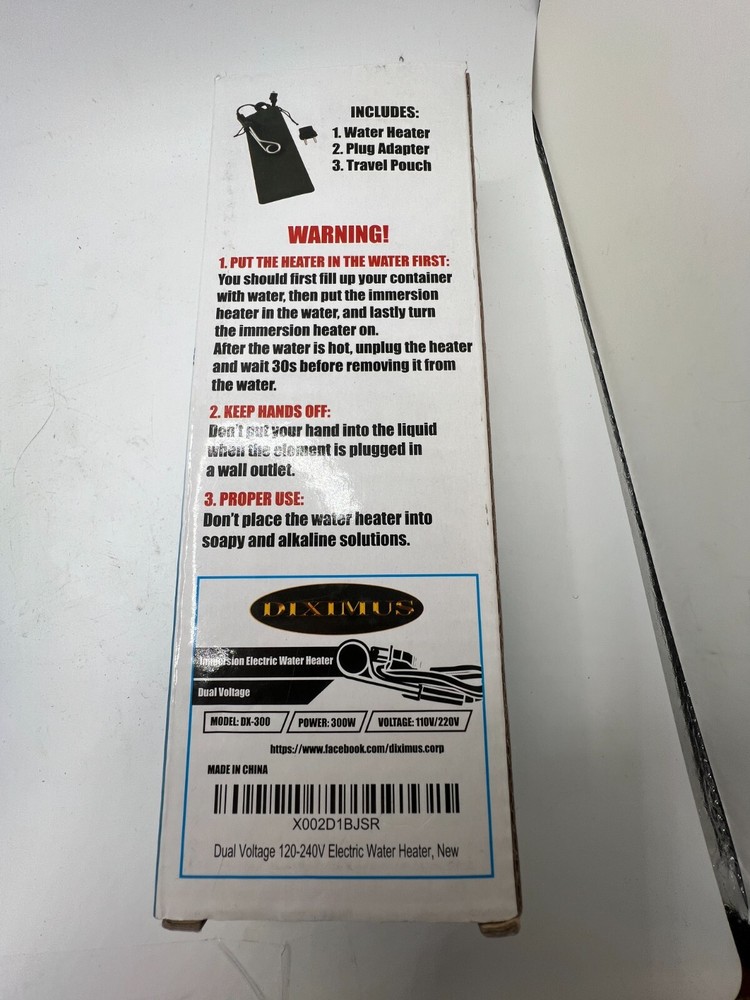 INCLUDES:
1. Water Heater
2. Plug Adapter
3. Travel Pouch
WARNING!
1. PUT THE HEATER IN THE WATER FIRST:
You should first fill up your container
with water, then put the immersion
heater in the water, and lastly turn
the immersion heater on.
After the water is hot, unplug the heater
and wait 30s before removing it from
the water.
2. KEEP HANDS OFF:
Don't put your hand into the liquid
when the element is plugged in
a wall outlet.
3. PROPER USE:
Don't place the water heater into
soapy and alkaline solutions.
DIXIMUS
Immersion Electric Water Heater
Dual Voltage
MODEL: DX-300 POWER: 300W VOLTAGE: 110V/220V
https://www.facebook.com/diximus.corp
MADE IN CHINA
X002D1BJSR
Dual Voltage 120-240V Electric Water Heater, New